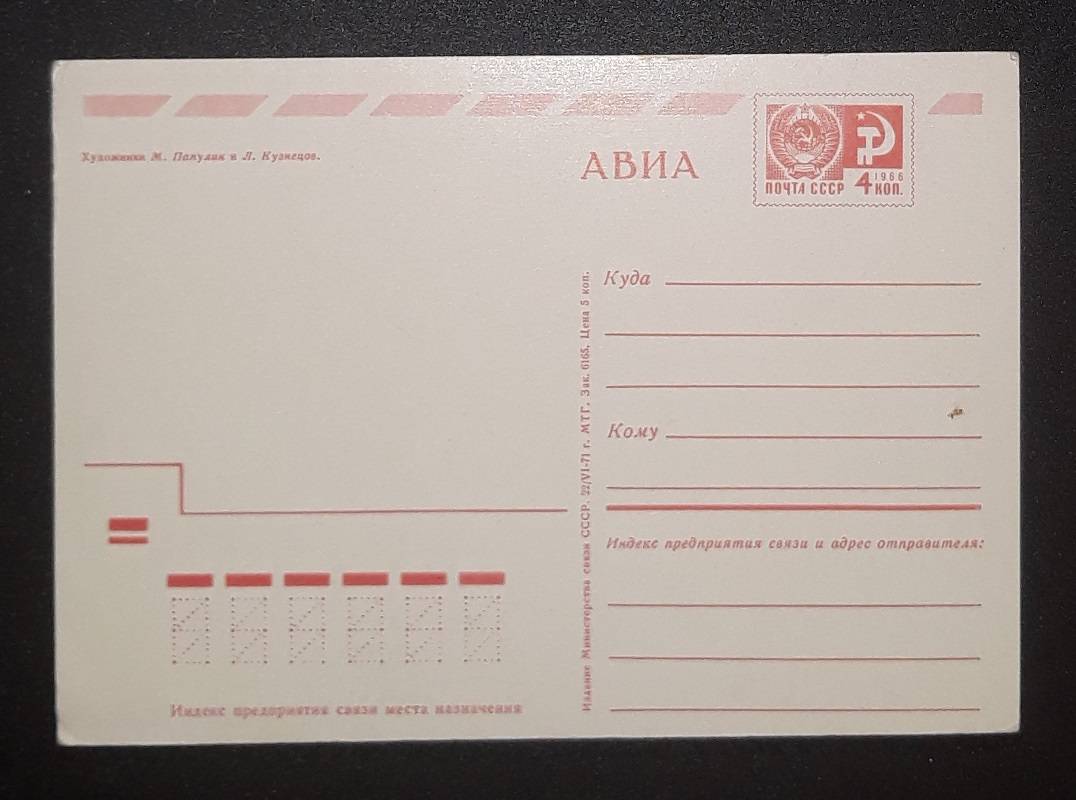 Художники М. Папулин и Л. Кузнецов.
АВИА
1966
ПОЧТА СССР 4 КОП.
Куда
Кому
Индекс предприятия связи и адрес отправителя:
Издание Министерства связи СССР. 22/VI-71 г. МТГ. Зак. 6165. Цена 5 коп.
Индекс предприятия связи места назначения